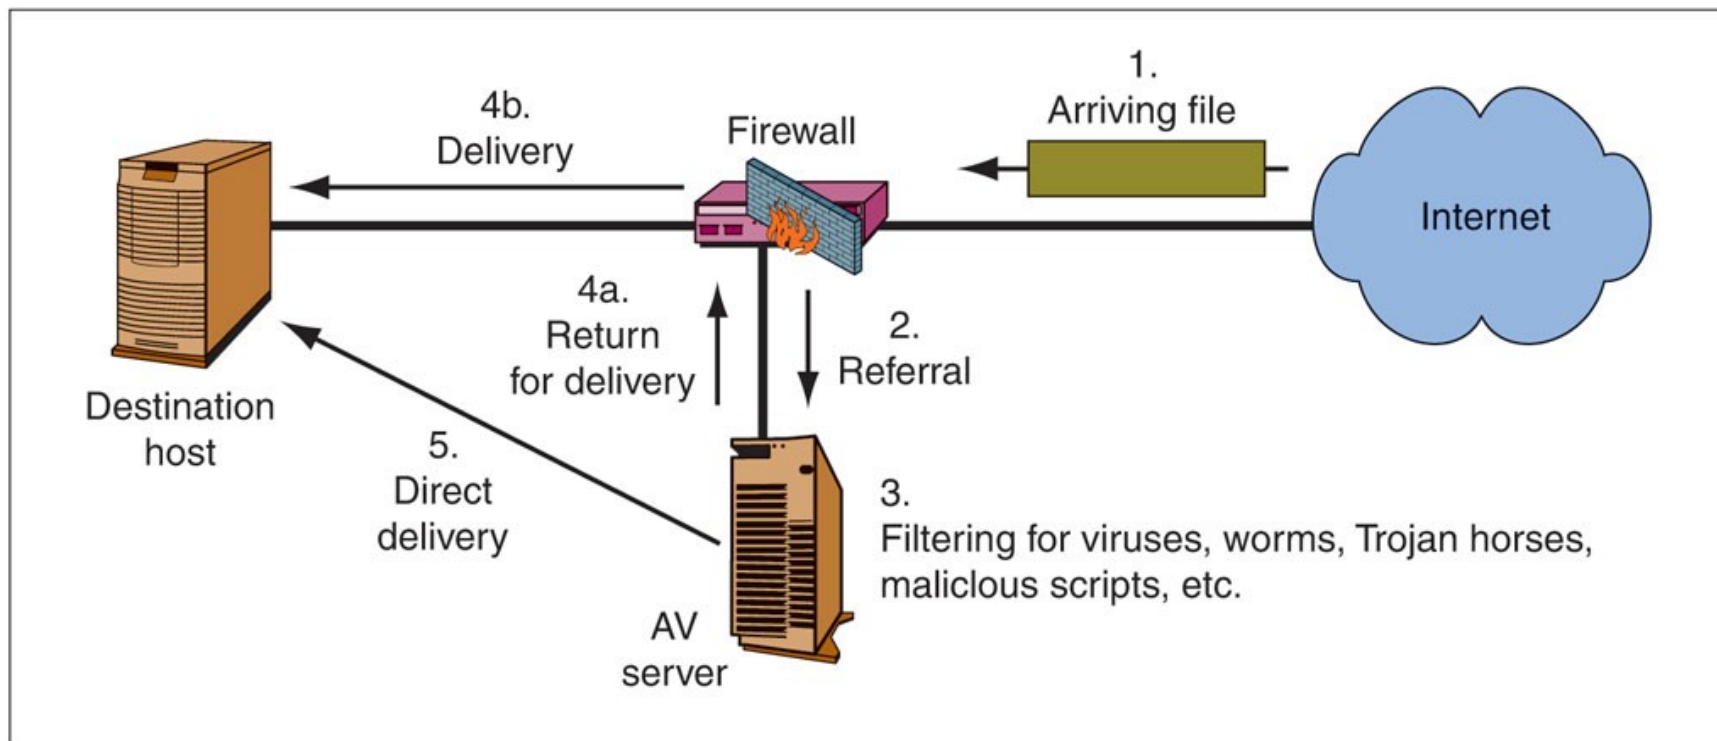 1.
Arriving file
Internet
Firewall
4b.
Delivery
4a.
Return
for delivery
2.
Referral
Destination
host
5.
Direct
delivery
3.
Filtering for viruses, worms, Trojan horses,
maliclous scripts, etc.
AV
server